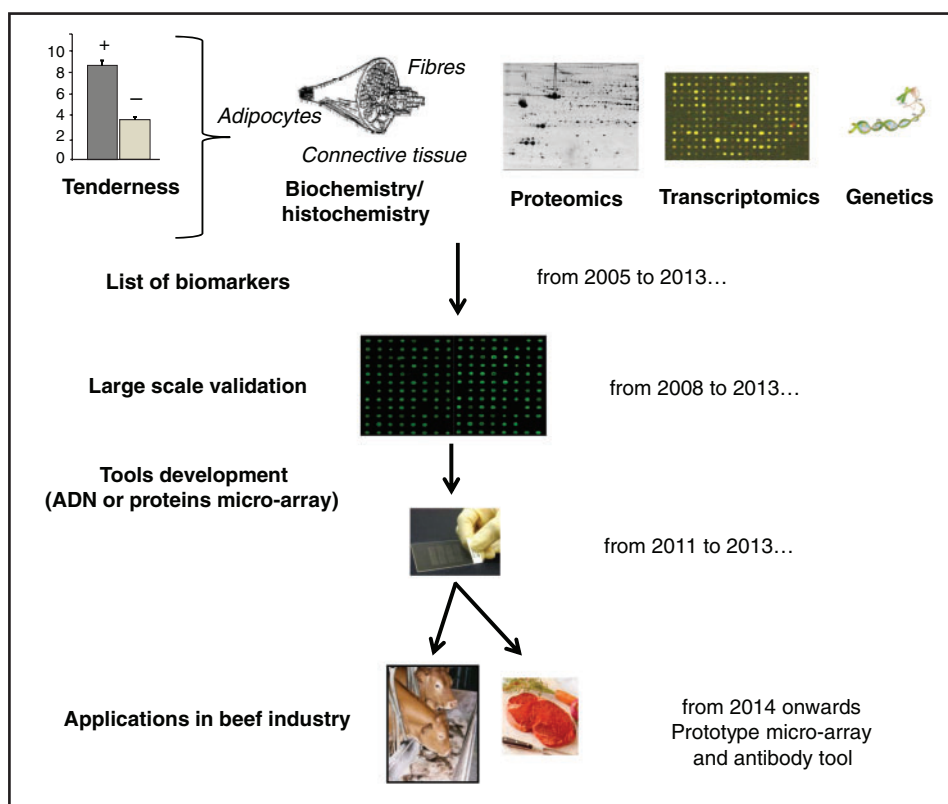 10
8
6
4
2
0
+
–
Tenderness
Adipocytes
Fibres
Connective tissue
Biochemistry/
histochemistry
Proteomics
Transcriptomics
Genetics
List of biomarkers
from 2005 to 2013…
Large scale validation
from 2008 to 2013…
Tools development
(ADN or proteins micro-array)
from 2011 to 2013…
Applications in beef industry
from 2014 onwards
Prototype micro-array
and antibody tool